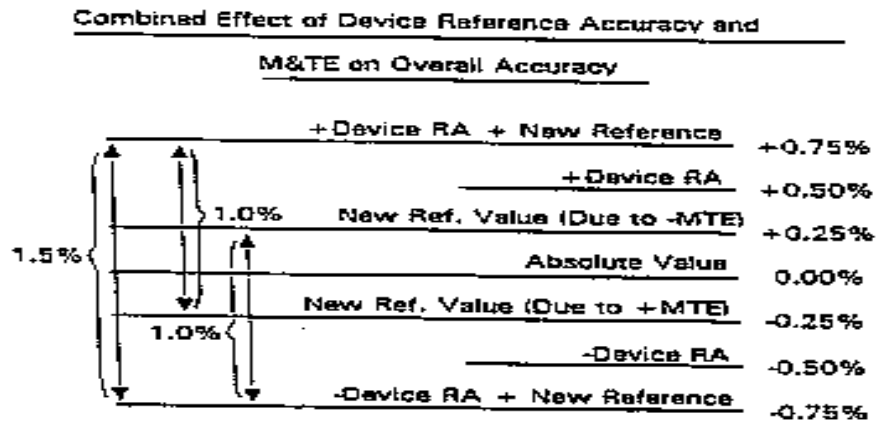 Combined Effect of Device Reference Accuracy and
M&TE on Overall Accuracy
+Device RA + New Reference +0.75%
+Device RA +0.50%
1.0% New Ref. Value (Due to -MTE) +0.25%
1.5% Absolute Value 0.00%
New Ref. Value (Due to +MTE) -0.25%
1.0% -Device RA -0.50%
-Device RA + New Reference -0.75%